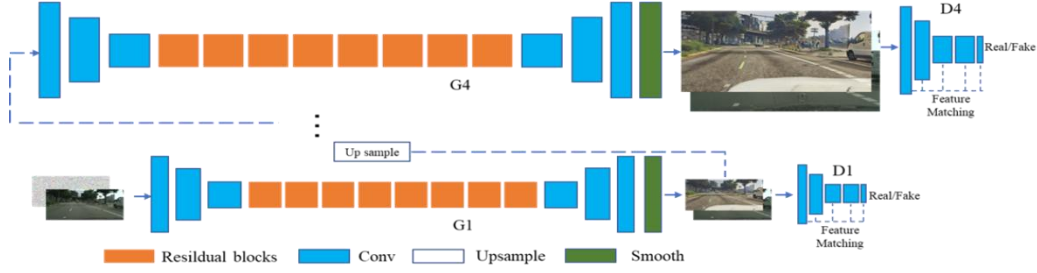 D4
Real/Fake
G4
Feature
Matching
Up sample
D1
Real/Fake
G1
Feature
Matching
Resildual blocks
Conv
Upsample
Smooth